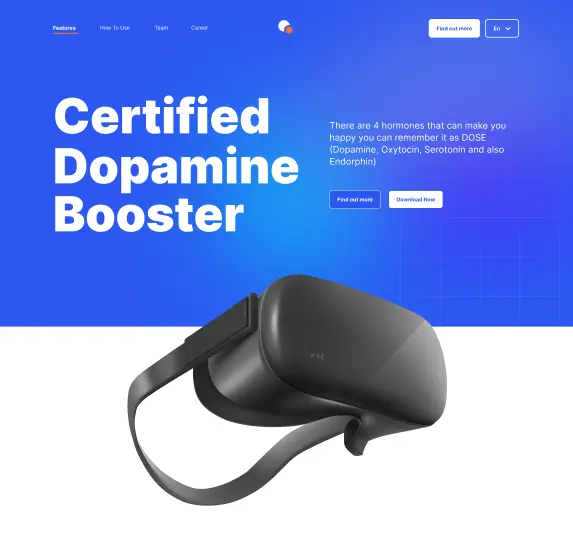 Features
How To Use
Team
Career
Find out more
En
Certified
Dopamine
Booster
There are 4 hormones that can make you
happy you can remember it as DOSE
(Dopamine, Oxytocin, Serotonin and also
Endorphin)
Find out more
Download Now